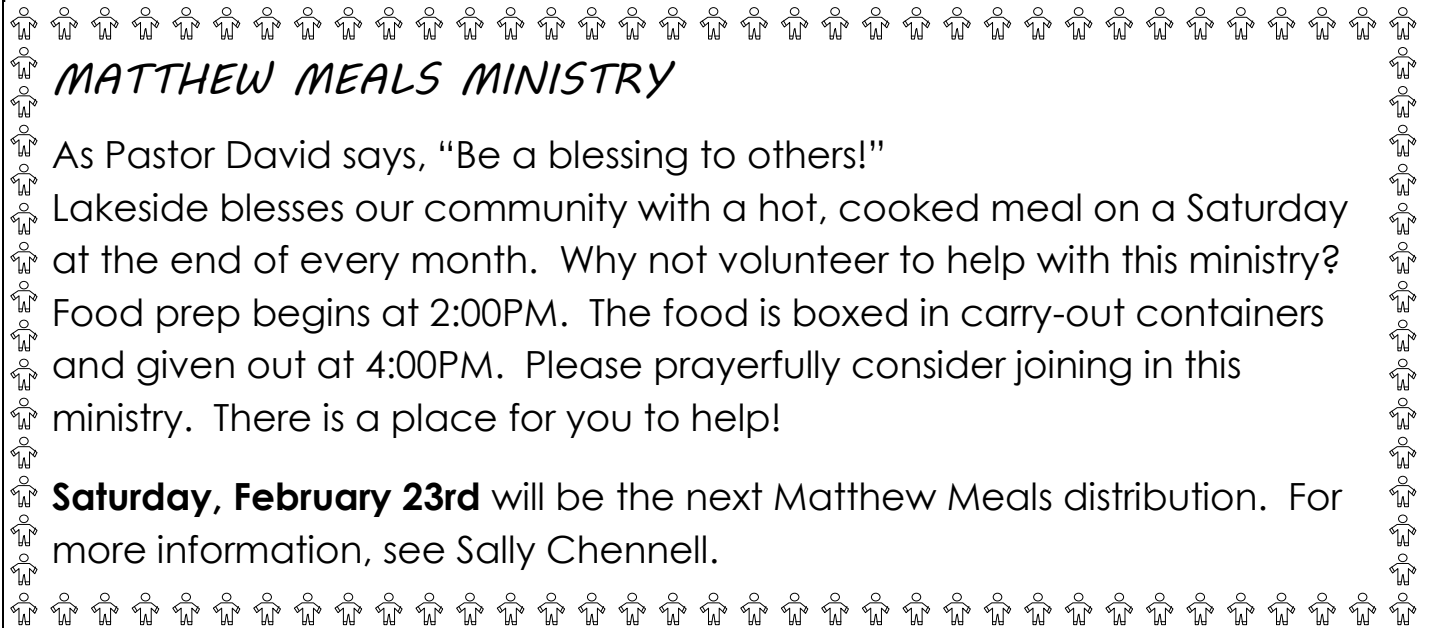 MATTHEW MEALS MINISTRY
As Pastor David says, “Be a blessing to others!”
Lakeside blesses our community with a hot, cooked meal on a Saturday
at the end of every month.  Why not volunteer to help with this ministry?
Food prep begins at 2:00PM.  The food is boxed in carry-out containers
and given out at 4:00PM.  Please prayerfully consider joining in this
ministry.  There is a place for you to help!
Saturday, February 23rd will be the next Matthew Meals distribution.  For
more information, see Sally Chennell.